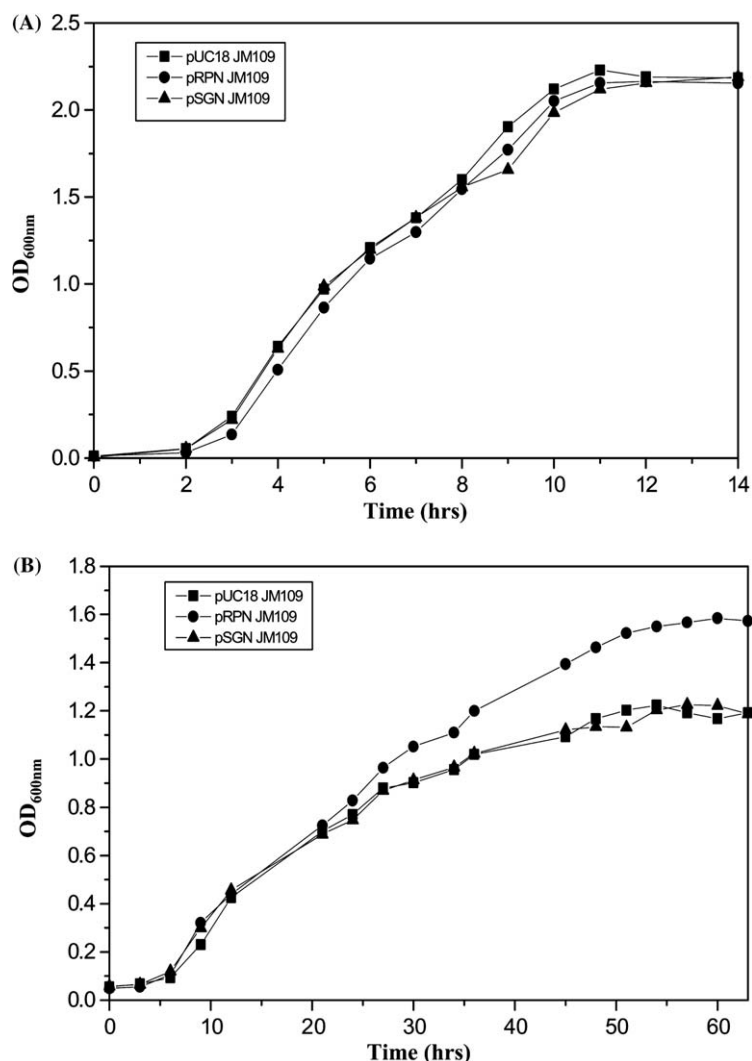 (A)
2.5
2.0
1.5
1.0
0.5
0.0
OD600nm
pUC18 JM109
pRPN JM109
pSGN JM109
0 2 4 6 8 10 12 14
Time (hrs)
(B)
1.8
1.6
1.4
1.2
1.0
0.8
0.6
0.4
0.2
0.0
OD600nm
pUC18 JM109
pRPN JM109
pSGN JM109
0 10 20 30 40 50 60
Time (hrs)